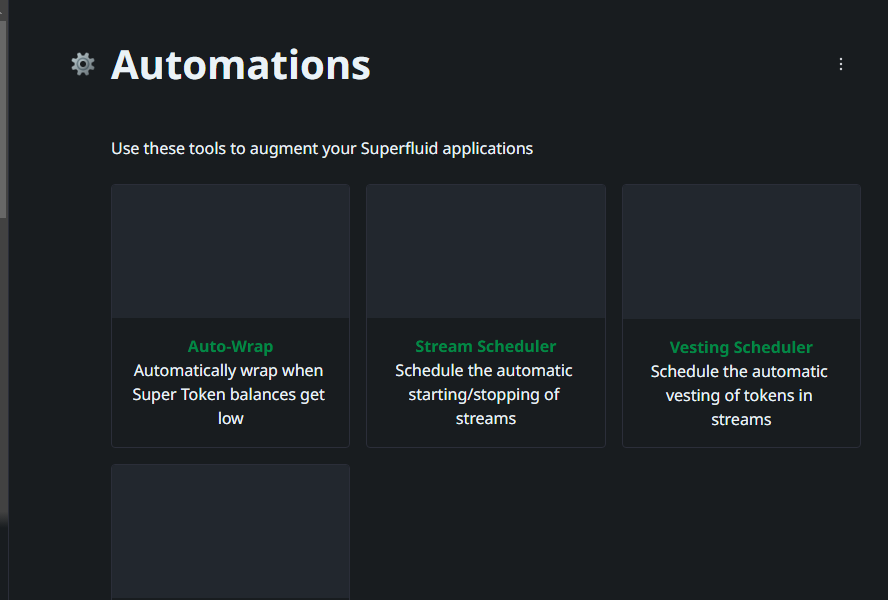 Automations
Use these tools to augment your Superfluid applications
Auto-Wrap
Automatically wrap when
Super Token balances get
low
Stream Scheduler
Schedule the automatic
starting/stopping of
streams
Vesting Scheduler
Schedule the automatic
vesting of tokens in
streams